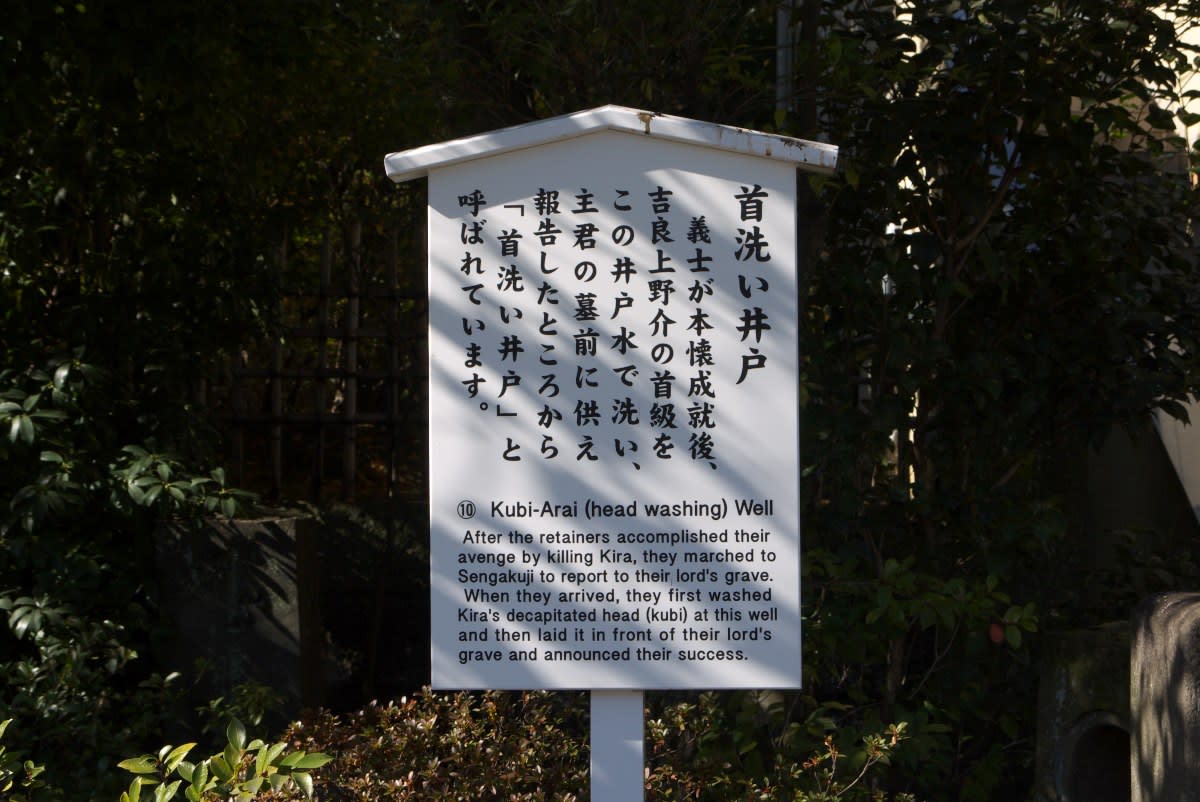 首洗い井戸
義士が本懐成就後、
吉良上野介の首級を
この井戸水で洗い、
主君の墓前に供え
報告したところから
「首洗い井戸」と
呼ばれています。
⑩ Kubi-Arai (head washing) Well
After the retainers accomplished their
avenge by killing Kira, they marched to
Sengakuji to report to their lord's grave.
When they arrived, they first washed
Kira's decapitated head (kubi) at this well
and then laid it in front of their lord's
grave and announced their success.